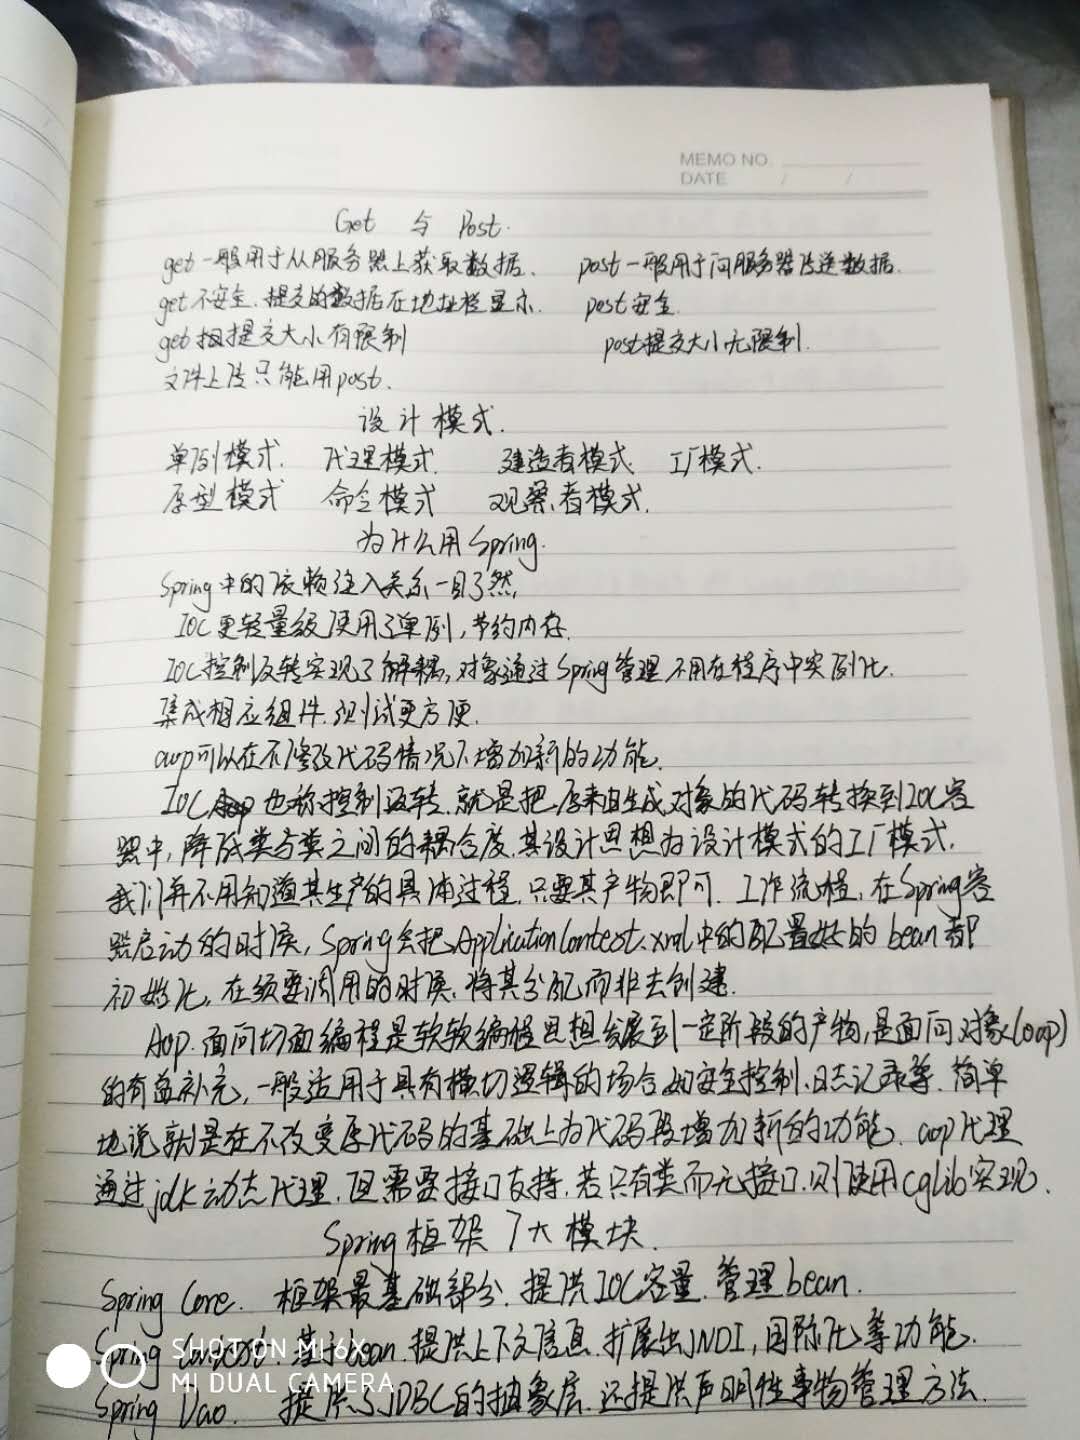 MEMO NO.
DATE / /
Get 与 Post.
get一般用于从服务器上获取数据. post一般用于向服务器传送数据.
get不安全.提交的数据在地址栏显示. post安全.
get 提交大小有限制 post提交大小无限制.
文件上传只能用post.
设计模式.
单例模式. 代理模式. 建造者模式. 工厂模式.
原型模式 命令模式 观察者模式.
为什么用Spring.
Spring中的依赖注入关系一目了然,
IOC更轻量级使用了单例,节约内存.
IOC控制反转实现了解耦,对象通过Spring管理不用在程序中实例化.
集成相应组件.测试更方便.
aop可以在不修改代码情况下增加新的功能.
IOC 也称控制反转.就是把原来由生成对象的代码转换到IOC容
器中,降低类与类之间的耦合度.其设计思想为设计模式的工厂模式.
我们并不用知道其生产的具体过程.只要其产物即可.工作流程,在Spring容
器启动的时候,Spring会把ApplicationContext.xml中的配置好的bean都
初始化,在须要调用的时候,将其分配而非去创建.
Aop.面向切面编程是软软编程思想发展到一定阶段的产物,是面向对象(oop)
的有益补充,一般适用于具有横切逻辑的场合如安全控制、日志记录等.简单
地说就是在不改变原代码的基础上为代码段增加新的功能.aop代理
通过jdk动态代理.但需要接口支持.若只有类而无接口.则使用cglib实现.
Spring框架7大模块.
Spring Core. 框架最基础部分.提供IOC容量.管理bean.
Spring Context.基于bean.提供上下文信息.扩展出JNDI,国际化等功能.
Spring Dao. 提供了JDBC的抽象层.还提供声明性事物管理方法.
SHOT ON MI 6X
MI DUAL CAMERA